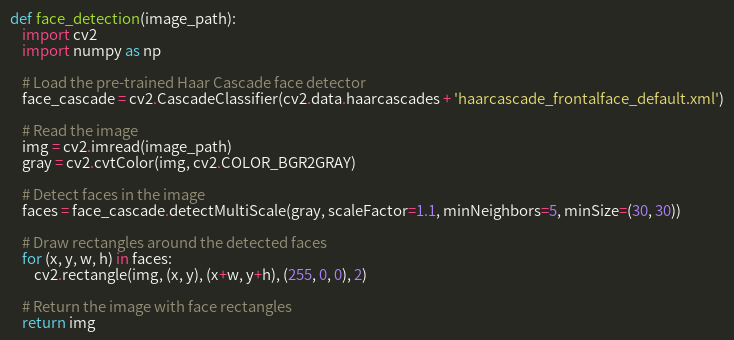 def face_detection(image_path):
    import cv2
    import numpy as np

    # Load the pre-trained Haar Cascade face detector
    face_cascade = cv2.CascadeClassifier(cv2.data.haarcascades + 'haarcascade_frontalface_default.xml')

    # Read the image
    img = cv2.imread(image_path)
    gray = cv2.cvtColor(img, cv2.COLOR_BGR2GRAY)

    # Detect faces in the image
    faces = face_cascade.detectMultiScale(gray, scaleFactor=1.1, minNeighbors=5, minSize=(30, 30))

    # Draw rectangles around the detected faces
    for (x, y, w, h) in faces:
        cv2.rectangle(img, (x, y), (x+w, y+h), (255, 0, 0), 2)

    # Return the image with face rectangles
    return img